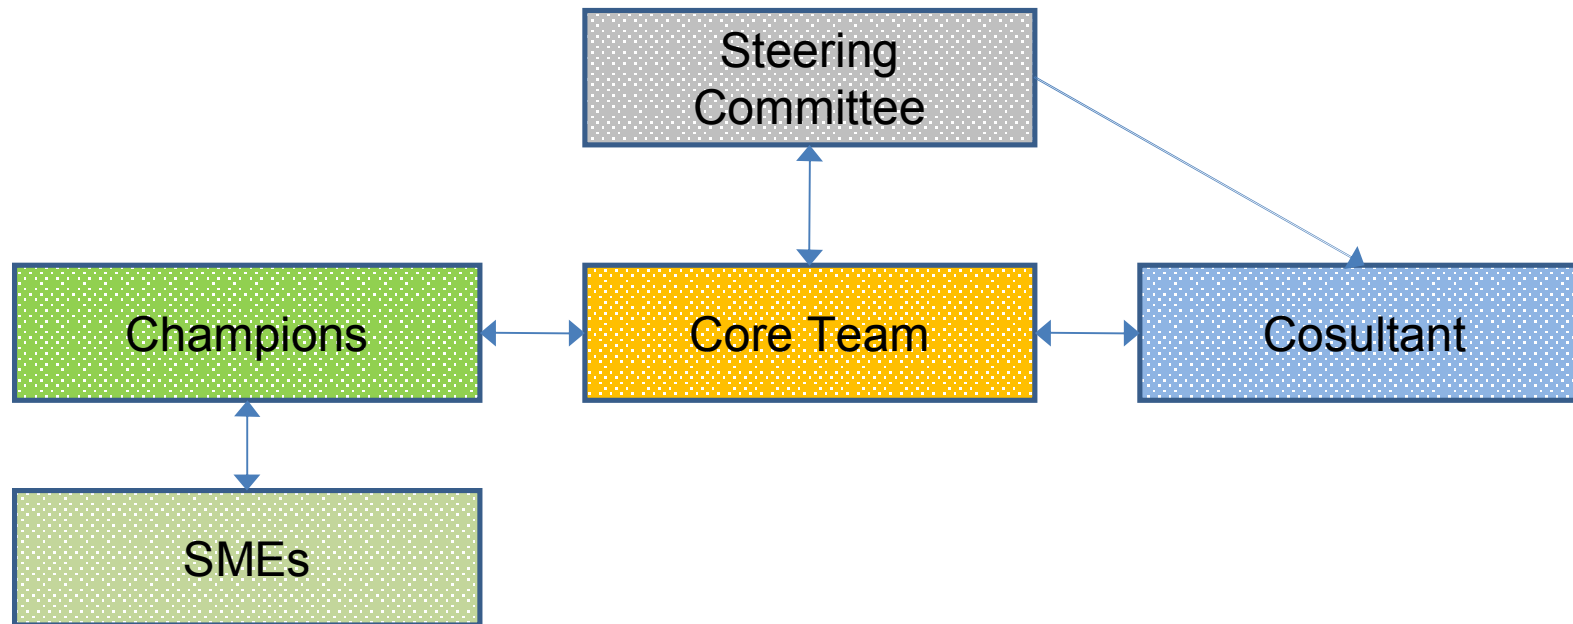 Steering
Committee
Champions
Core Team
Cosultant
SMEs